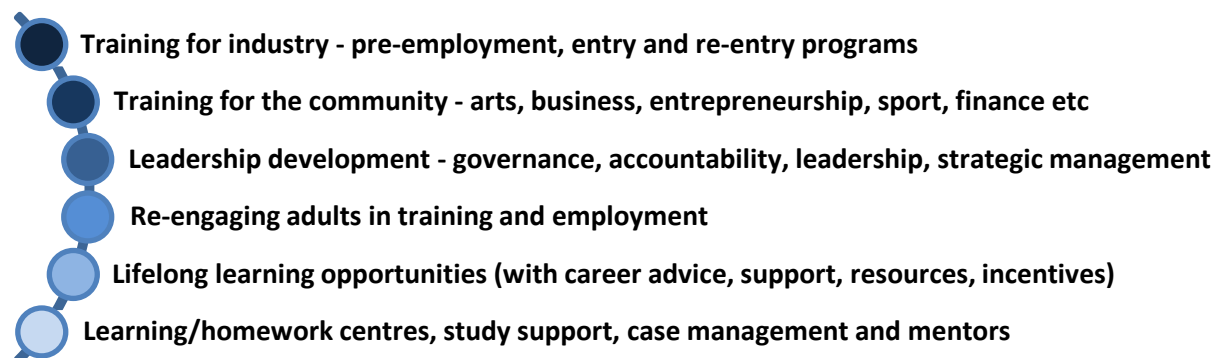 Training for industry - pre-employment, entry and re-entry programs
Training for the community - arts, business, entrepreneurship, sport, finance etc
Leadership development - governance, accountability, leadership, strategic management
Re-engaging adults in training and employment
Lifelong learning opportunities (with career advice, support, resources, incentives)
Learning/homework centres, study support, case management and mentors